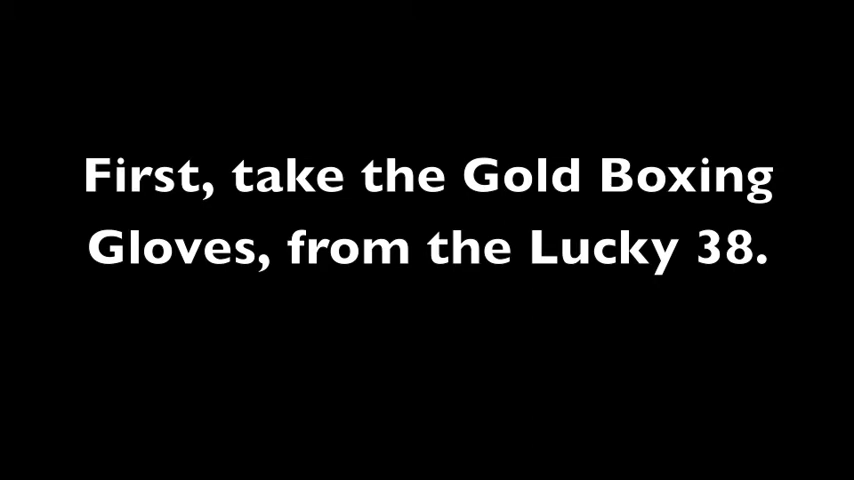 First, take the Gold Boxing
Gloves, from the Lucky 38.